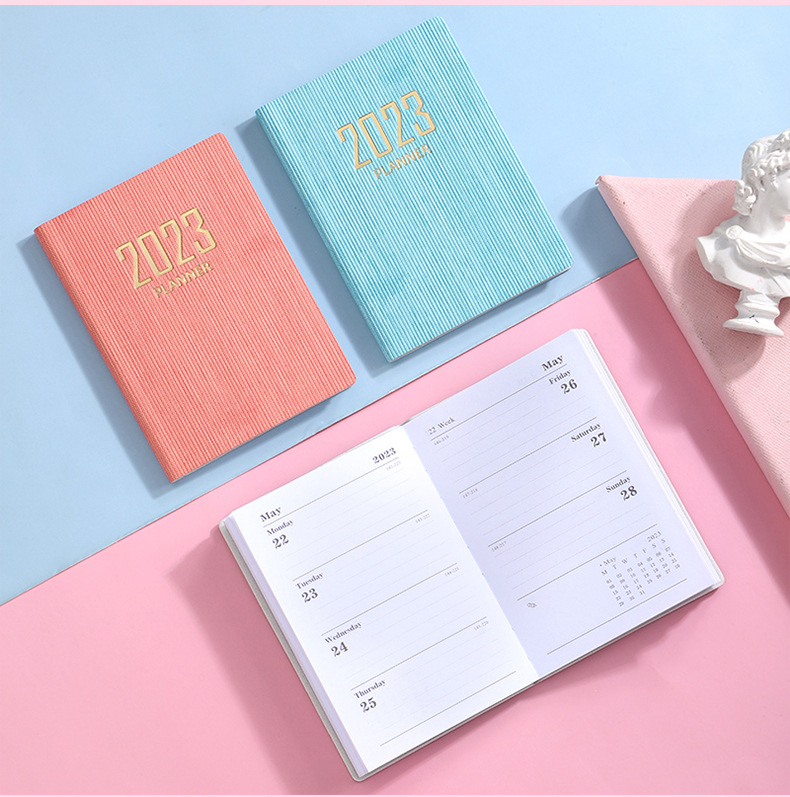 2023
PLANNER
2023
PLANNER
2023
May
Monday
22
Tuesday
23
Wednesday
24
Thursday
25
May
22 Week
Friday
26
Saturday
27
Sunday
28
2023
• May
M T W T F S S